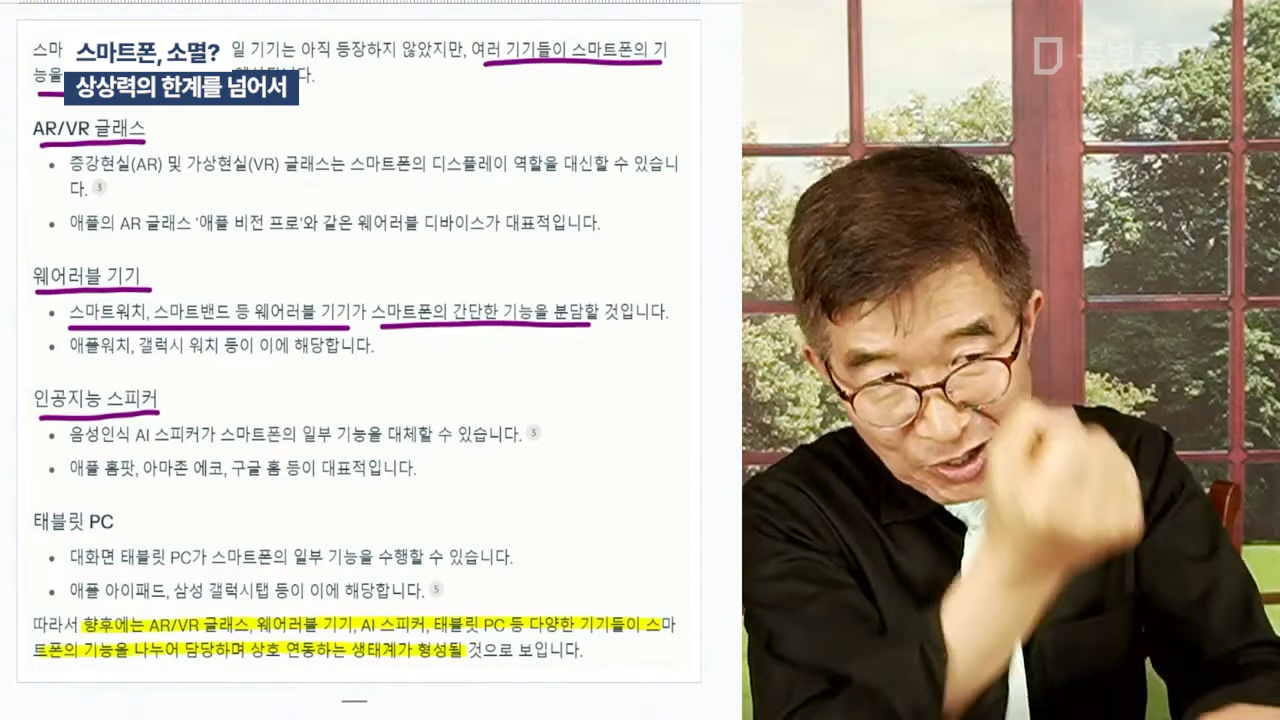 스마트폰, 소멸?
상상력의 한계를 넘어서
스마 일 기기는 아직 등장하지 않았지만, 여러 기기들이 스마트폰의 기
능을
AR/VR 글래스
• 증강현실(AR) 및 가상현실(VR) 글래스는 스마트폰의 디스플레이 역할을 대신할 수 있습니
다. 3
• 애플의 AR 글래스 '애플 비전 프로'와 같은 웨어러블 디바이스가 대표적입니다.
웨어러블 기기
• 스마트워치, 스마트밴드 등 웨어러블 기기가 스마트폰의 간단한 기능을 분담할 것입니다.
• 애플워치, 갤럭시 워치 등이 이에 해당합니다.
인공지능 스피커
• 음성인식 AI 스피커가 스마트폰의 일부 기능을 대체할 수 있습니다. 3
• 애플 홈팟, 아마존 에코, 구글 홈 등이 대표적입니다.
태블릿 PC
• 대화면 태블릿 PC가 스마트폰의 일부 기능을 수행할 수 있습니다.
• 애플 아이패드, 삼성 갤럭시탭 등이 이에 해당합니다. 5
따라서 향후에는 AR/VR 글래스, 웨어러블 기기, AI 스피커, 태블릿 PC 등 다양한 기기들이 스마
트폰의 기능을 나누어 담당하며 상호 연동하는 생태계가 형성될 것으로 보입니다.